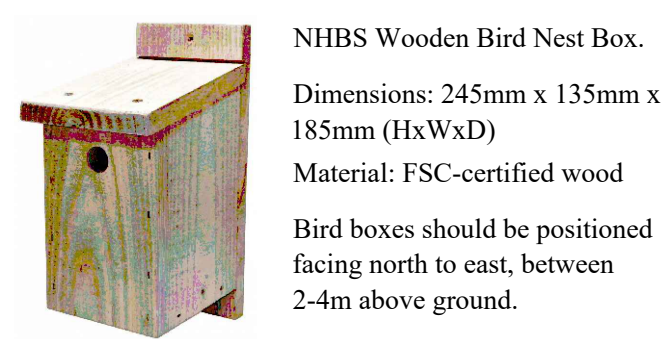 NHBS Wooden Bird Nest Box.
Dimensions: 245mm x 135mm x
185mm (HxWxD)
Material: FSC-certified wood
Bird boxes should be positioned
facing north to east, between
2-4m above ground.